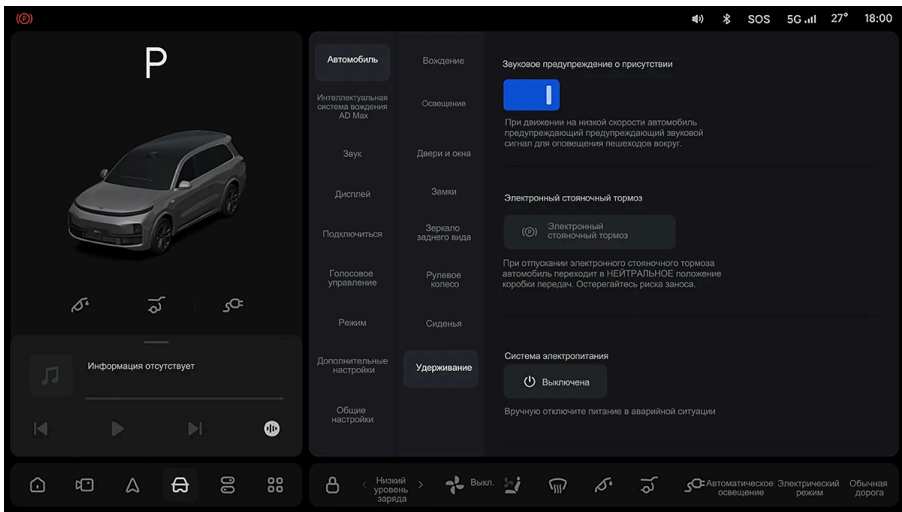 SOS
5G
27°
18:00
P
Автомобиль
Интеллектуальная
система вождения
AD Max
Звук
Дисплей
Подключиться
Голосовое
управление
Режим
Дополнительные
настройки
Общие
настройки
Вождение
Освещение
Двери и окна
Замки
Зеркало
заднего вида
Рулевое
колесо
Сиденья
Удерживание
Звуковое предупреждение о присутствии
При движении на низкой скорости автомобиль
предупреждающий предупреждающий звуковой
сигнал для оповещения пешеходов вокруг.
Электронный стояночный тормоз
(P) Электронный
стояночный тормоз
При отпускании электронного стояночного тормоза
автомобиль переходит в НЕЙТРАЛЬНОЕ положение
коробки передач. Остерегайтесь риска заноса.
Система электропитания
Выключена
Вручную отключите питание в аварийной ситуации
Информация отсутствует
Низкий
уровень
заряда
Выкл.
Автоматическое
освещение
Электрический
режим
Обычная
дорога